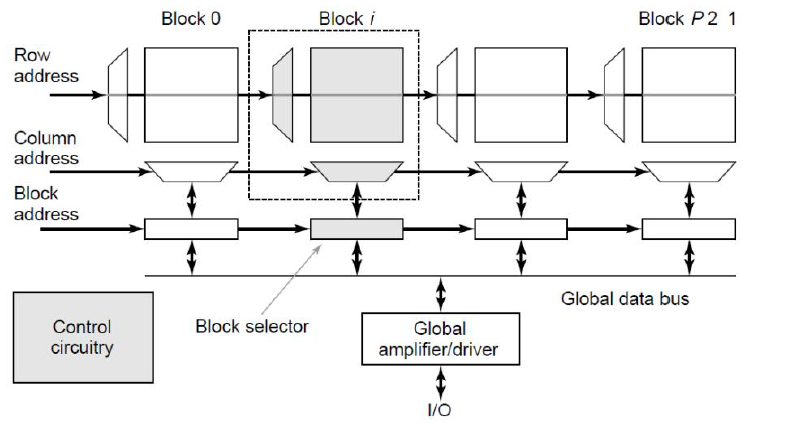 Block 0
Block i
Block P 2 1
Row
address
Column
address
Block
address
Global data bus
Control
circuitry
Block selector
Global
amplifier/driver
I/O